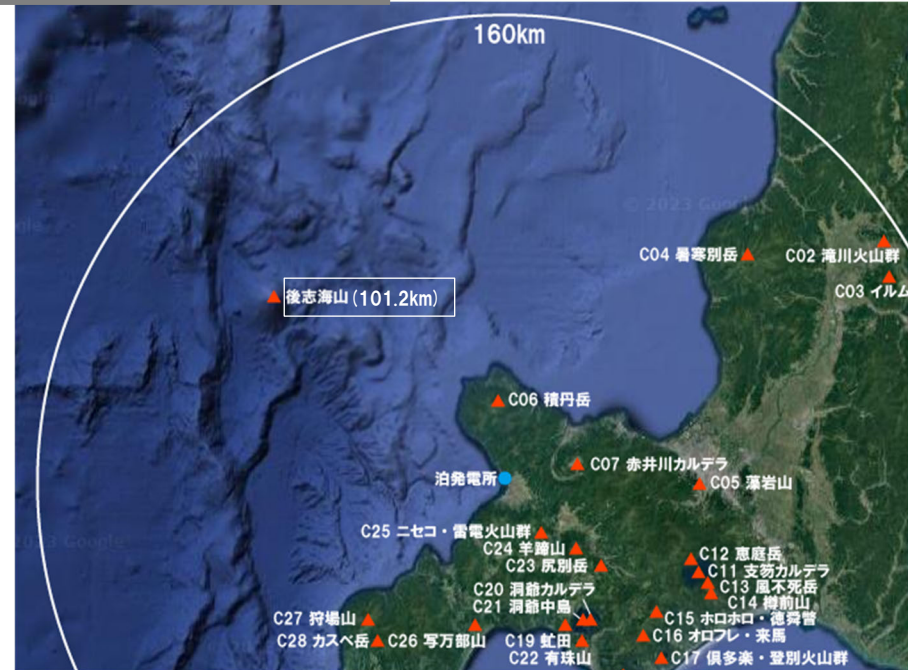 160km
© 2023 Google
C04 暑寒別岳
C02 滝川火山群
C03 イルム
後志海山(101.2km)
C06 積丹岳
C07 赤井川カルデラ
泊発電所
C05 藻岩山
C25 ニセコ・雷電火山群
2023 Google
C24 羊蹄山
C12 恵庭岳
C23 尻別岳
C11 支笏カルデラ
C13 風不死岳
C20 洞爺カルデラ
C14 樽前山
C21 洞爺中島
C15 ホロホロ・徳舜瞥
C27 狩場山
C16 オロフレ・来馬
C28 カスベ岳
C26 写万部山
C19 虻田
C22 有珠山
C17 倶多楽・登別火山群